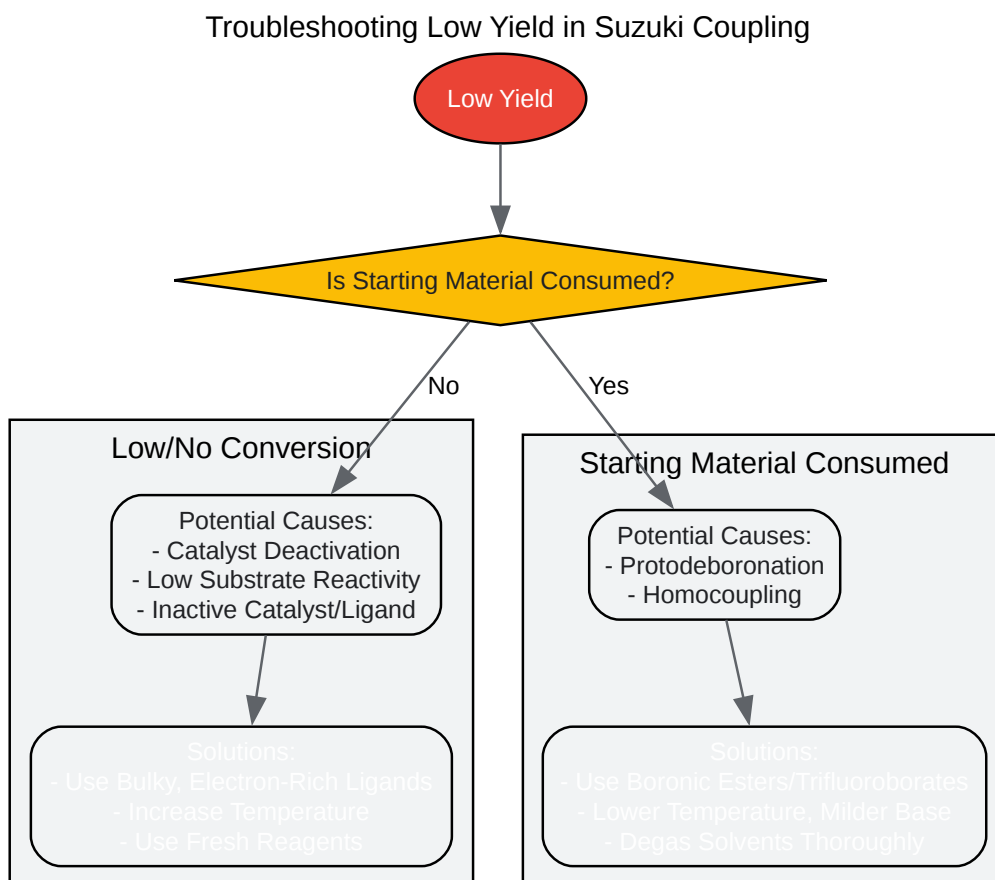 Troubleshooting Low Yield in Suzuki Coupling
Low Yield
Is Starting Material Consumed?
No
Yes
Low/No Conversion
Potential Causes:
- Catalyst Deactivation
- Low Substrate Reactivity
- Inactive Catalyst/Ligand
Solutions:
- Use Bulky, Electron-Rich Ligands
- Increase Temperature
- Use Fresh Reagents
Starting Material Consumed
Potential Causes:
- Protodeboronation
- Homocoupling
Solutions:
- Use Boronic Esters/Trifluoroborates
- Lower Temperature, Milder Base
- Degas Solvents Thoroughly